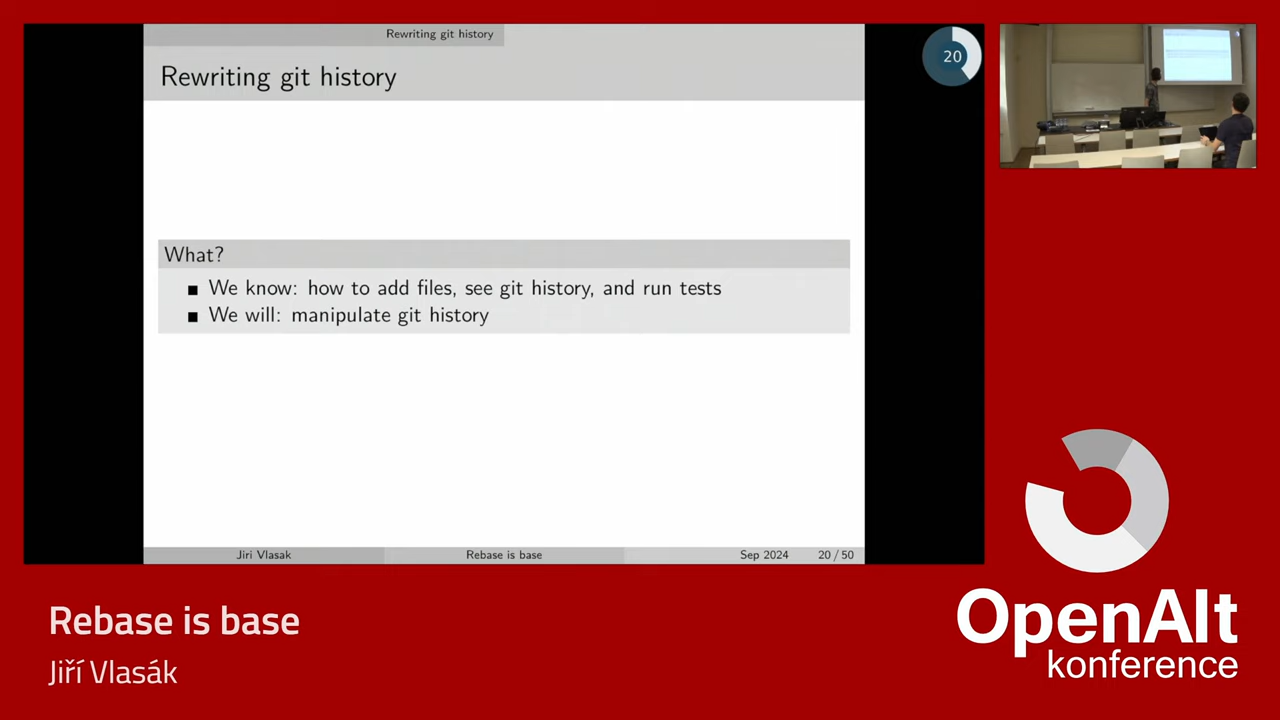 Rewriting git history
Rewriting git history
20
What?
We know: how to add files, see git history, and run tests
We will: manipulate git history
Jiri Vlasak
Rebase is base
Sep 2024
20 / 50
Rebase is base
Jiří Vlasák
OpenAlt
konference